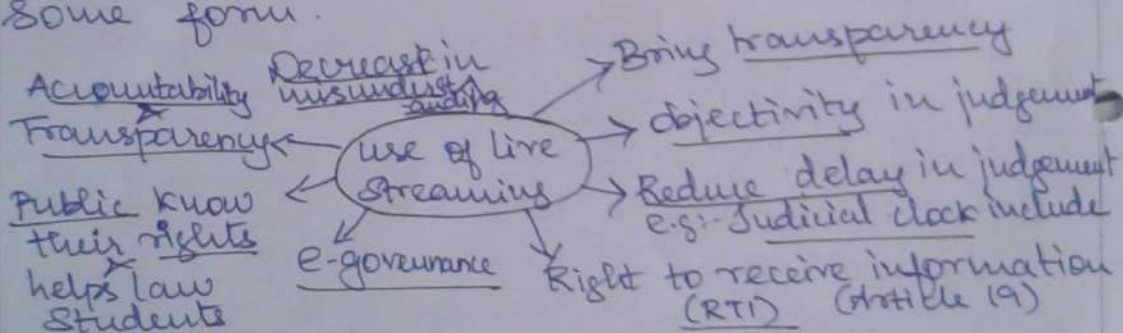 some form.
Decrease in
misunderstanding
Accountability
&
Transparency
Public know
their rights
&
helps law
students
use of live
streaming
e-governance
Bring transparency
objectivity in judgement
Reduce delay in judgement
e.g:- Judicial clock include
Right to receive information
(RTI) (Article 19)